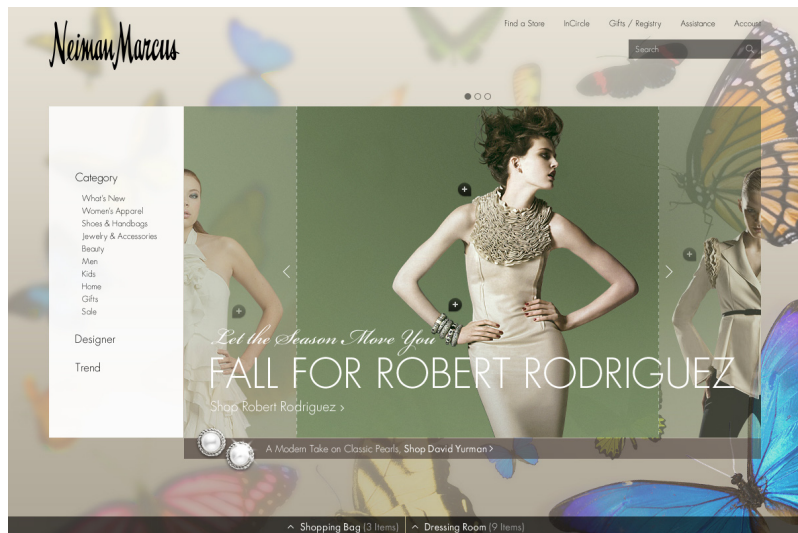 Neiman Marcus
Find a Store InCircle Gifts / Registry Assistance Account
Search
Category
What's New
Women's Apparel
Shoes & Handbags
Jewelry & Accessories
Beauty
Men
Kids
Home
Gifts
Sale
Designer
Trend
Let the Season Move You
FALL FOR ROBERT RODRIGUEZ
Shop Robert Rodriguez >
A Modern Take on Classic Pearls, Shop David Yurman >
Shopping Bag (3 Items) Dressing Room (9 Items)